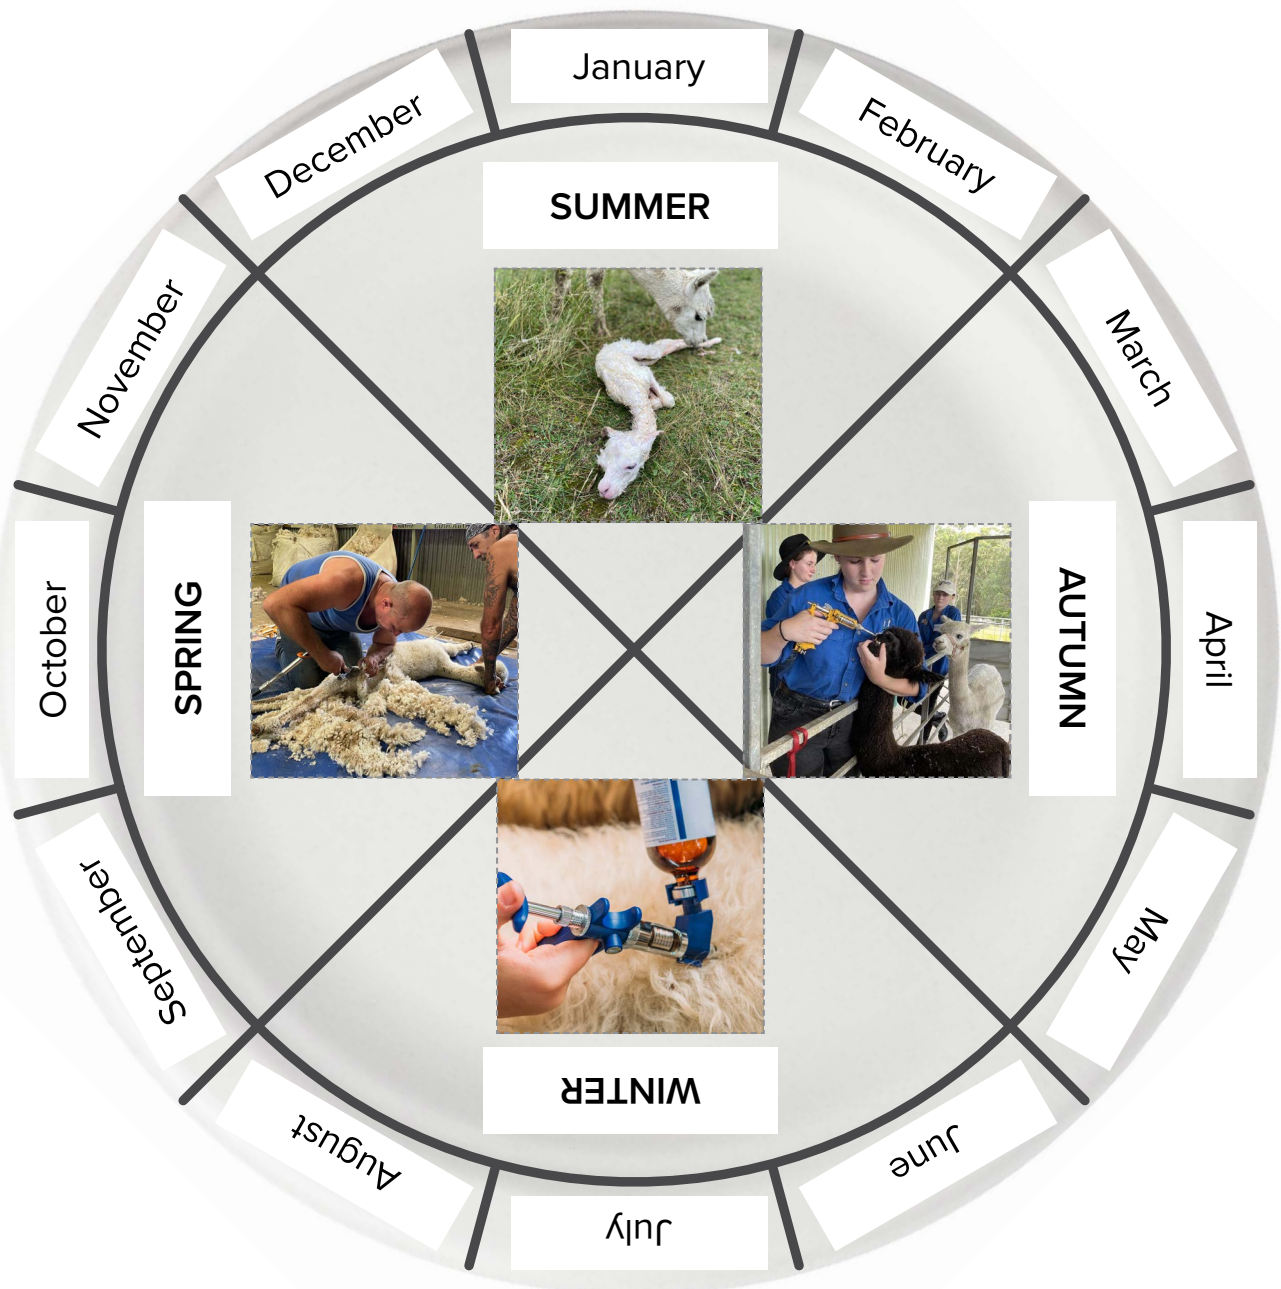 January
February
March
April
May
June
July
August
September
October
November
December
SUMMER
AUTUMN
WINTER
SPRING